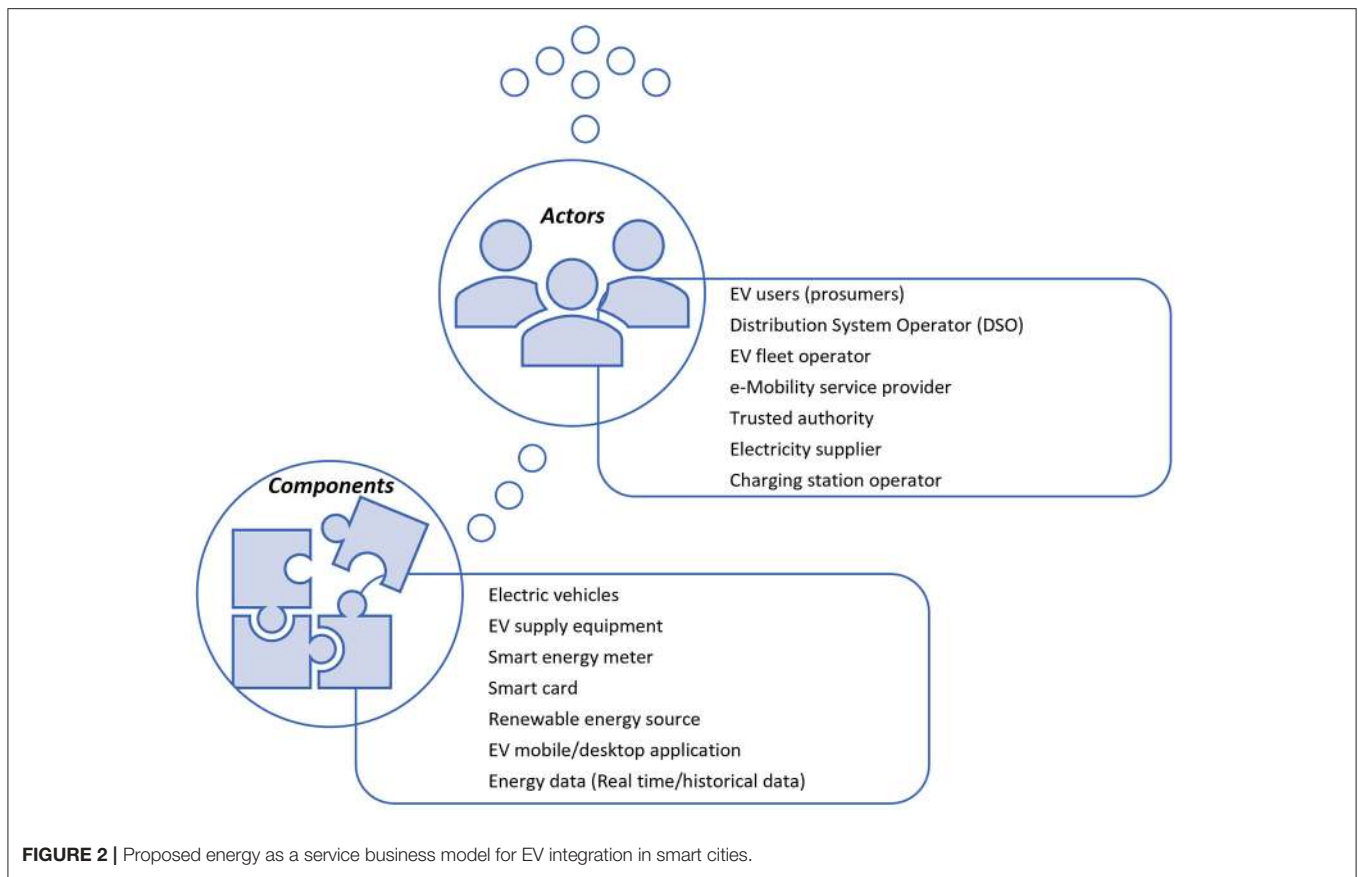 Actors
EV users (prosumers)
Distribution System Operator (DSO)
EV fleet operator
e-Mobility service provider
Trusted authority
Electricity supplier
Charging station operator
Components
Electric vehicles
EV supply equipment
Smart energy meter
Smart card
Renewable energy source
EV mobile/desktop application
Energy data (Real time/historical data)
FIGURE 2 | Proposed energy as a service business model for EV integration in smart cities.